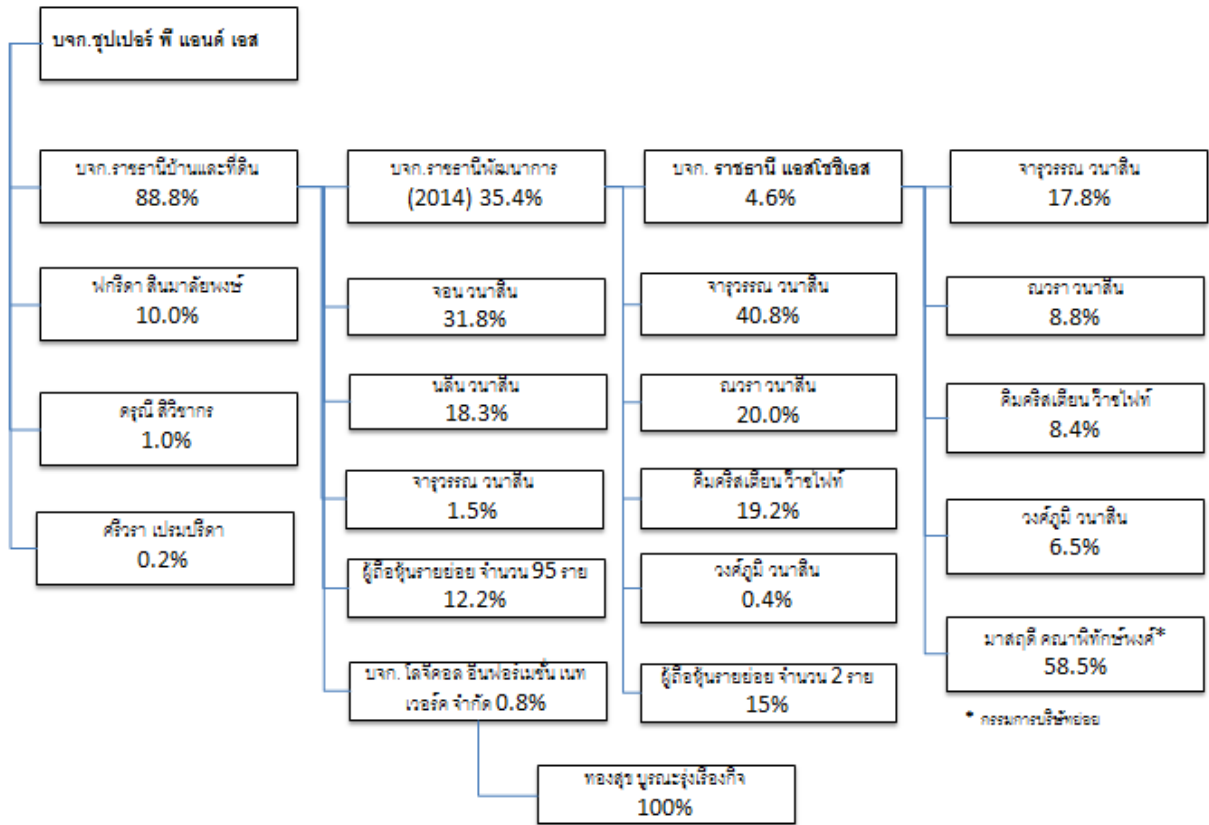 บจก.ซุปเปอร์ พี แอนด์ เอส
บจก.ราชธานีบ้านและที่ดิน
88.8%
ฟกริดา สินมาลัยพงษ์
10.0%
ดรุณี สิวิชากร
1.0%
ศรีวรา เปรมปรีดา
0.2%
บจก.ราชธานีพัฒนาการ
(2014) 35.4%
จอน วนาสิน
31.8%
นลิน วนาสิน
18.3%
จารุวรรณ วนาสิน
1.5%
ผู้ถือหุ้นรายย่อย จำนวน 95 ราย
12.2%
บจก. โลจีคอล อินฟอร์เมชั่น เนท
เวอร์ค จำกัด 0.8%
ทองสุข บูรณะรุ่งเรืองกิจ
100%
บจก. ราชธานี แอสโซซิเอส
4.6%
จารุวรรณ วนาสิน
40.8%
ณวรา วนาสิน
20.0%
คิมคริสเตียน วิาซไฟท์
19.2%
วงศ์ภูมิ วนาสิน
0.4%
ผู้ถือหุ้นรายย่อย จำนวน 2 ราย
15%
จารุวรรณ วนาสิน
17.8%
ณวรา วนาสิน
8.8%
คิมคริสเตียน วิาซไฟท์
8.4%
วงศ์ภูมิ วนาสิน
6.5%
มาสฤดี คณาพิทักษ์พงศ์*
58.5%
* กรรมการบริษัทย่อย